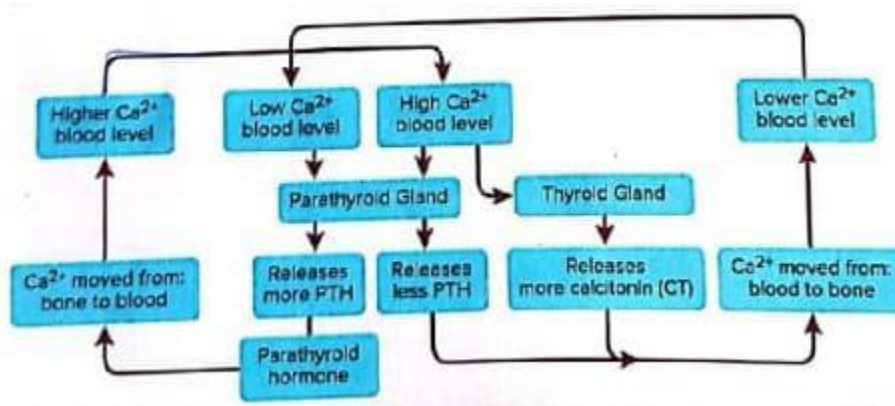 Higher Ca²⁺
blood level
Low Ca²⁺
blood level
High Ca²⁺
blood level
Lower Ca²⁺
blood level
Parathyroid Gland
Thyroid Gland
Ca²⁺ moved from:
bone to blood
Releases
more PTH
Releases
less PTH
Releases
more calcitonin (CT)
Ca²⁺ moved from:
blood to bone
Parathyroid
hormone